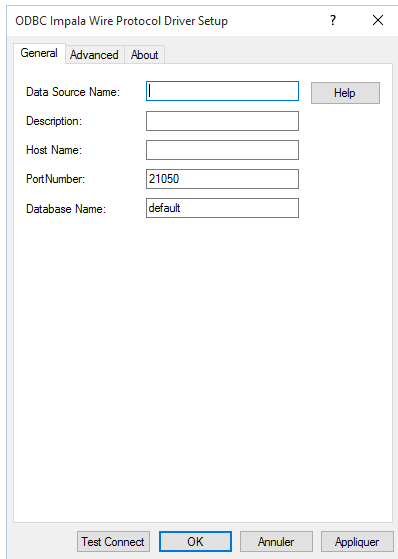 ODBC Impala Wire Protocol Driver Setup ?
General Advanced About
Data Source Name: Help
Description:
Host Name:
PortNumber: 21050
Database Name: default
Test Connect OK Annuler Appliquer